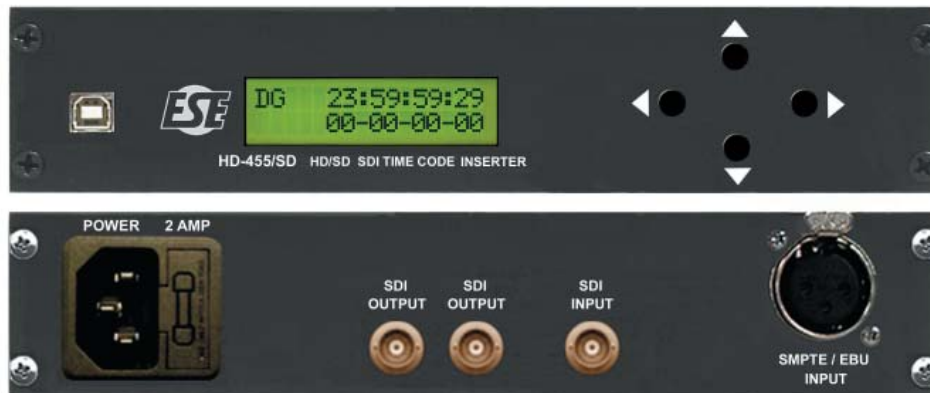 ESE
DG 23:59:59:29
00-00-00-00
HD-455/SD HD/SD SDI TIME CODE INSERTER
POWER 2 AMP
SDI OUTPUT
SDI OUTPUT
SDI INPUT
SMPTE / EBU
INPUT